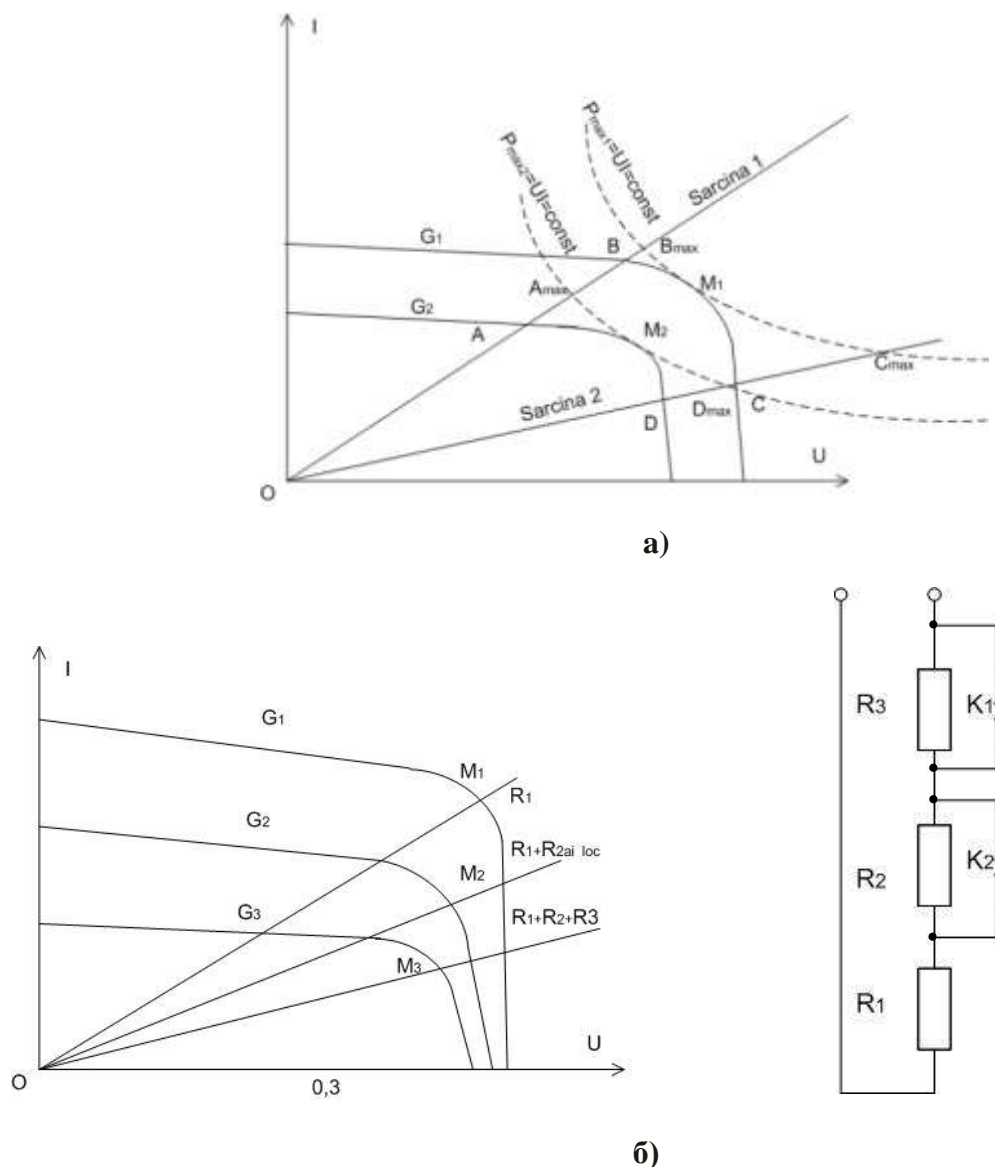 I
Pmax1=UI=const
Pmax2=UI=const
Sarcina 1
G1
B
Bmax
Amax
M1
G2
A
M2
Cmax
Sarcina 2
D
Dmax
C
U
O
а)
I
G1
M1
R1
G2
R1+R2ai loc
M2
G3
R1+R2+R3
M3
U
O
0,3
R3
K1
R2
K2
R1
б)